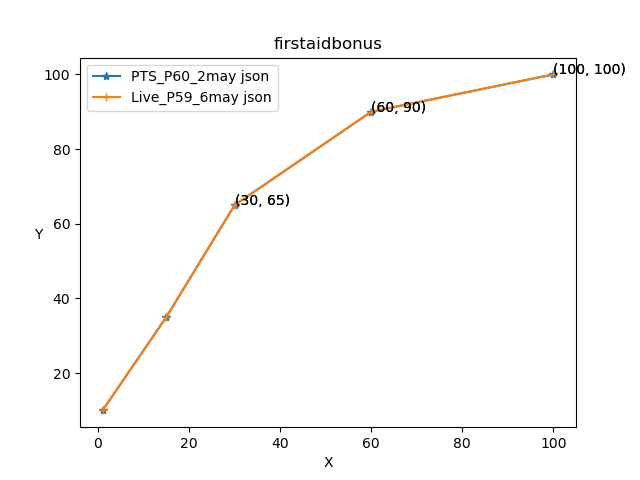 firstaidbonus
PTS_P60_2may json
Live_P59_6may json
(100, 100)
(60, 90)
(30, 65)
100
80
60
40
20
Y
0 20 40 60 80 100
X